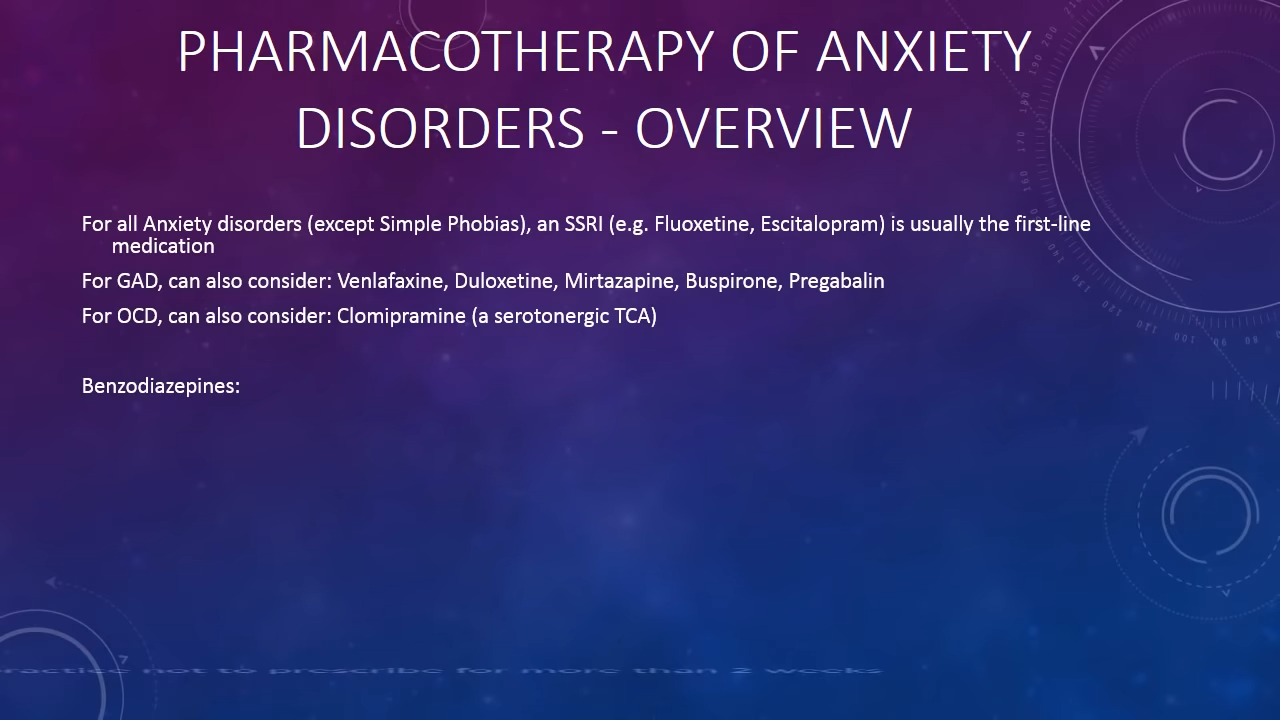 PHARMACOTHERAPY OF ANXIETY
DISORDERS - OVERVIEW
For all Anxiety disorders (except Simple Phobias), an SSRI (e.g. Fluoxetine, Escitalopram) is usually the first-line
medication
For GAD, can also consider: Venlafaxine, Duloxetine, Mirtazapine, Buspirone, Pregabalin
For OCD, can also consider: Clomipramine (a serotonergic TCA)
Benzodiazepines:
not to prescribe for more than 2 weeks